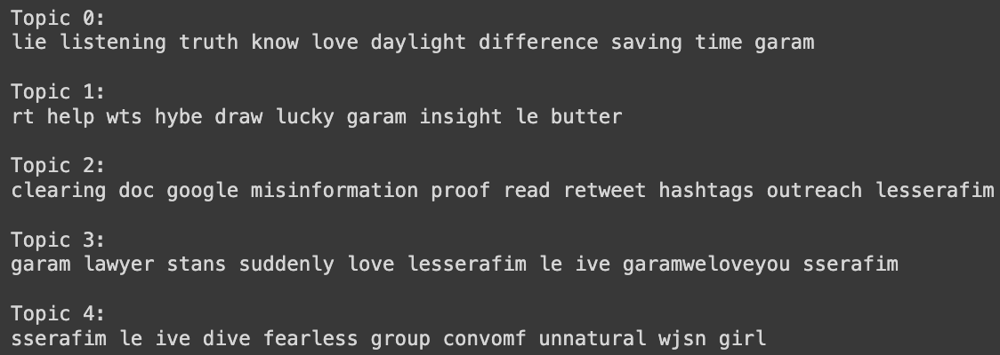 Topic 0:
lie listening truth know love daylight difference saving time garam
Topic 1:
rt help wts hybe draw lucky garam insight le butter
Topic 2:
clearing doc google misinformation proof read retweet hashtags outreach lesserafim
Topic 3:
garam lawyer stans suddenly love lesserafim le ive garamweloveyou sserafim
Topic 4:
sserafim le ive dive fearless group convomf unnatural wjsn girl